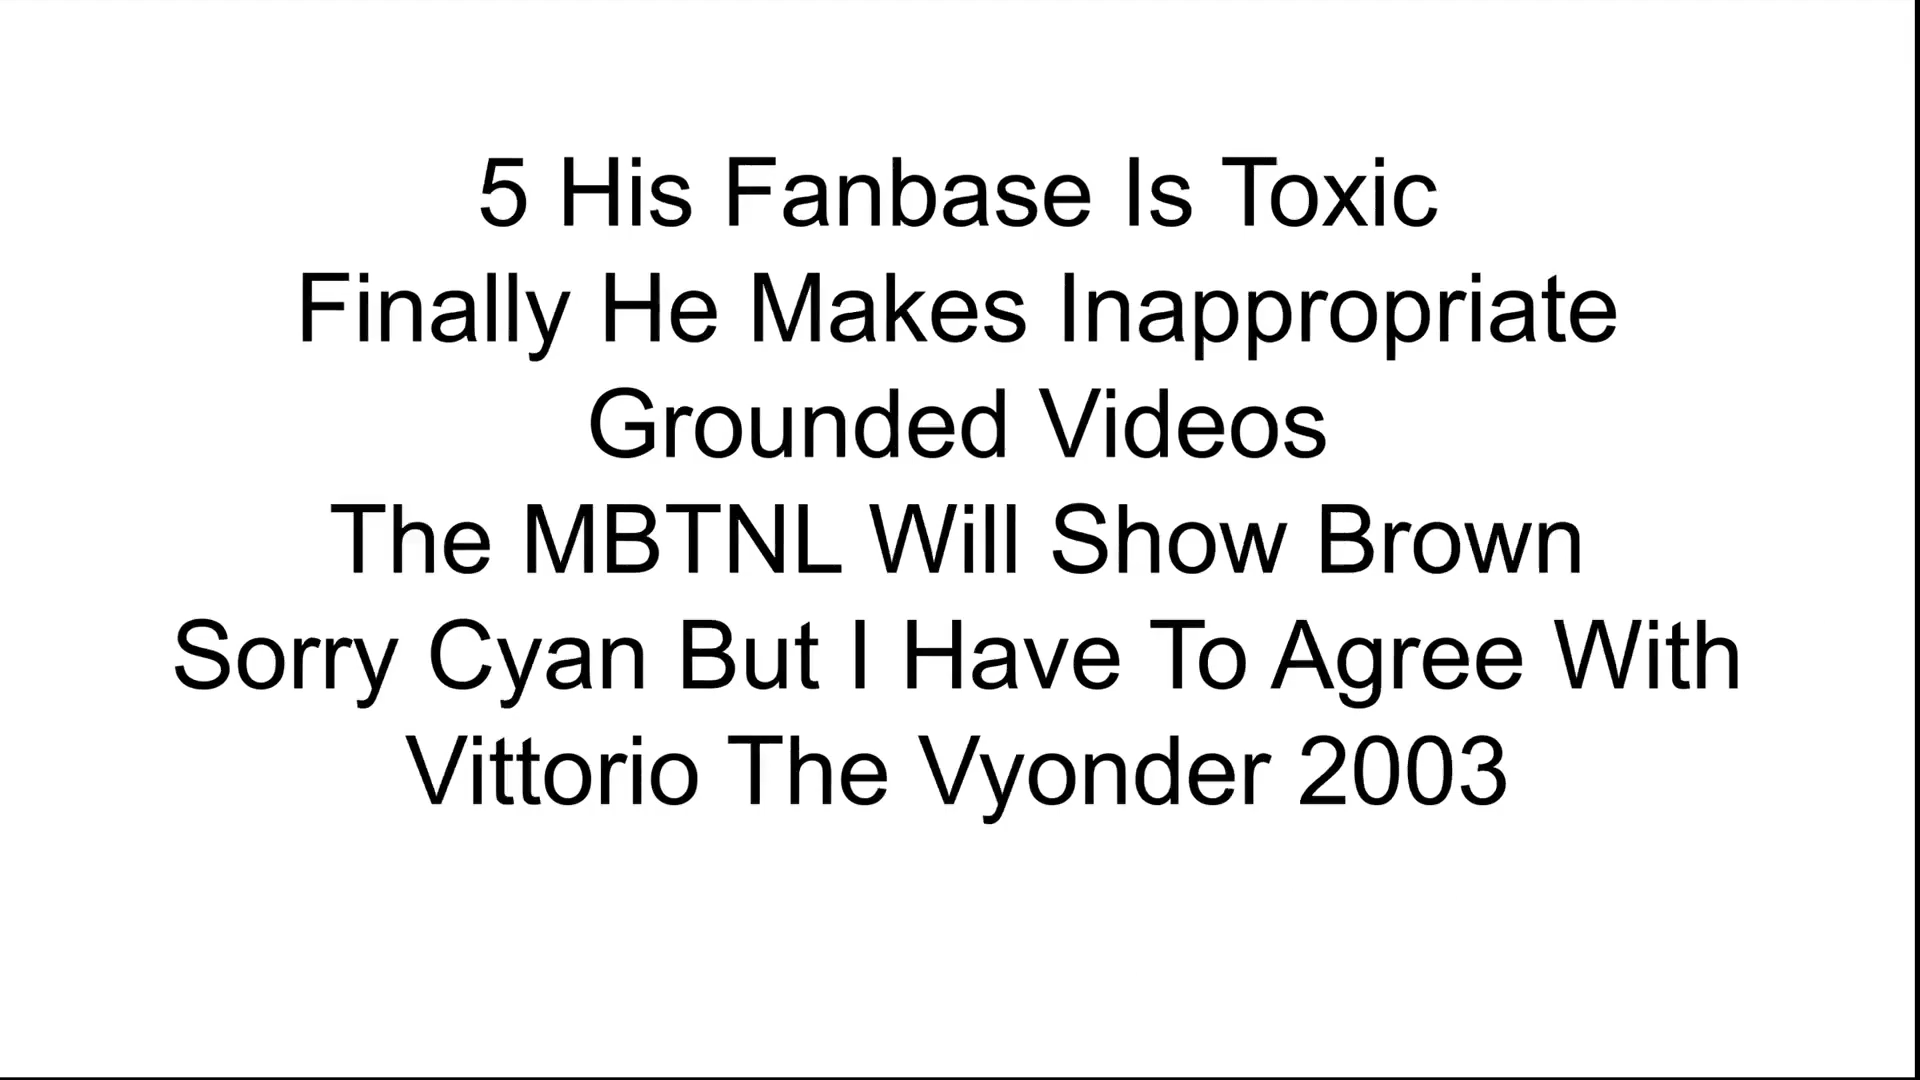 5 His Fanbase Is Toxic
Finally He Makes Inappropriate
Grounded Videos
The MBTNL Will Show Brown
Sorry Cyan But I Have To Agree With
Vittorio The Vyonder 2003